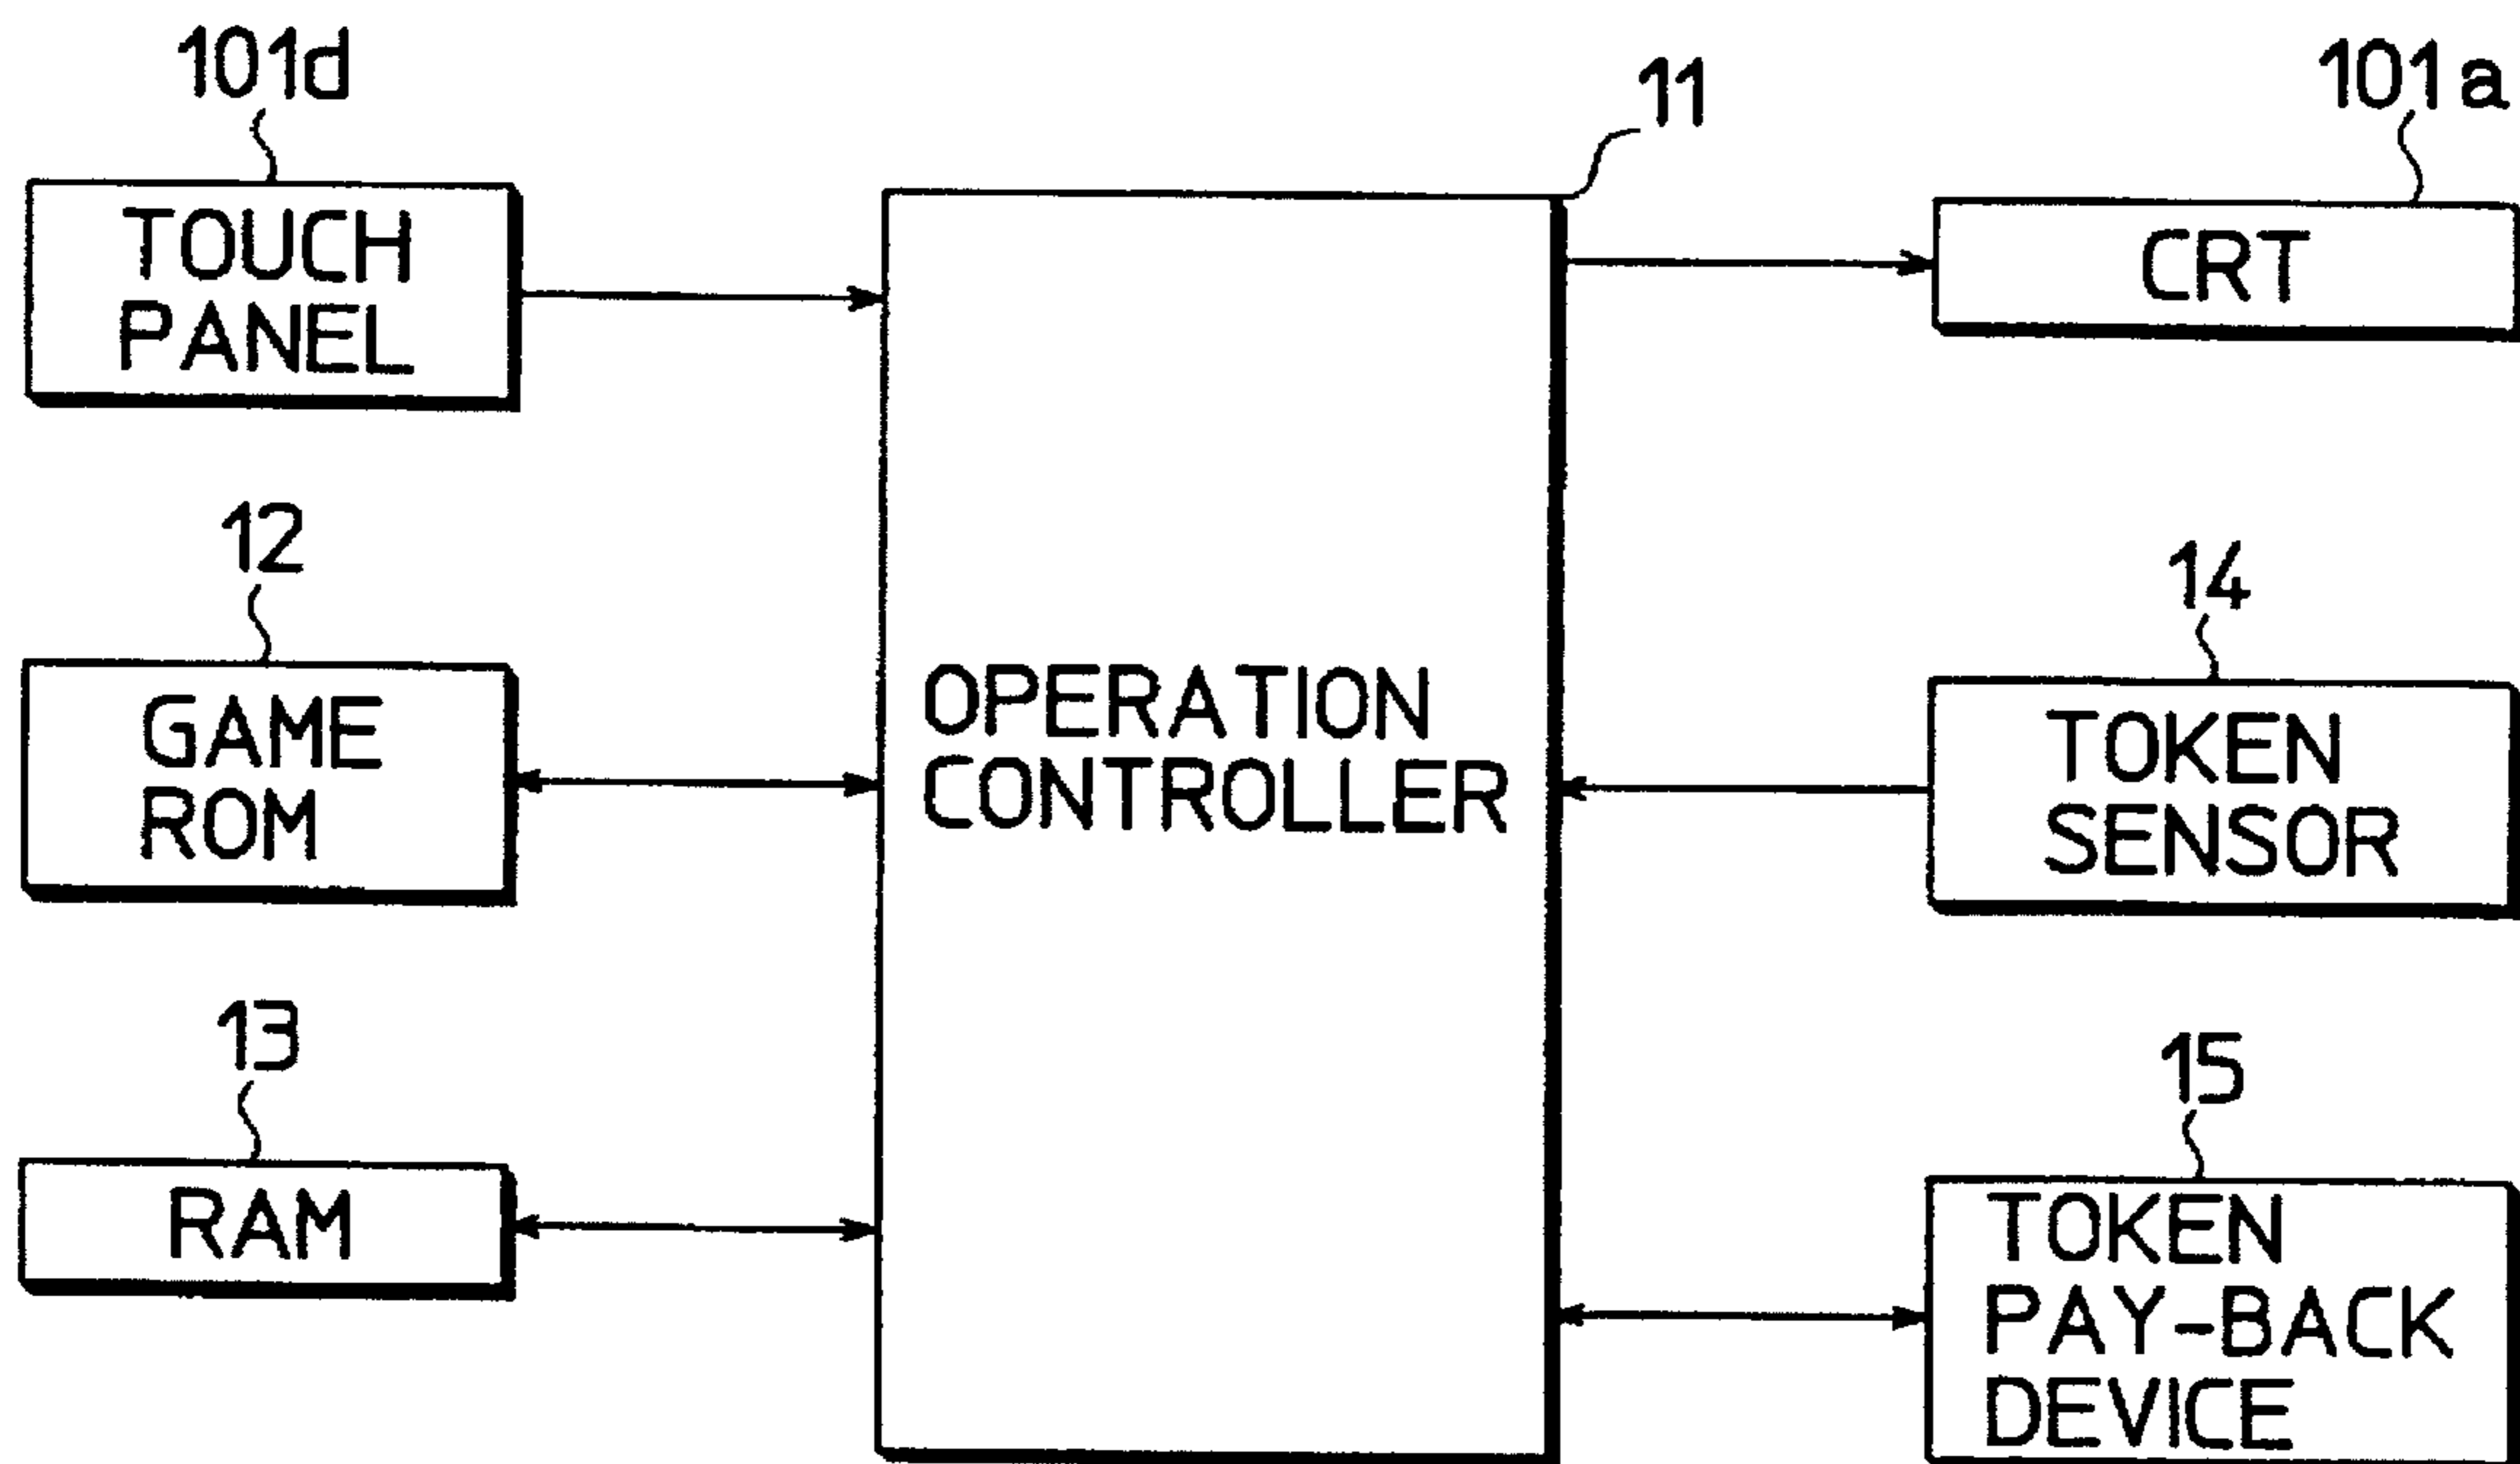 101d
TOUCH
PANEL
12
GAME
ROM
13
RAM
11
OPERATION
CONTROLLER
101a
CRT
14
TOKEN
SENSOR
15
TOKEN
PAY-BACK
DEVICE